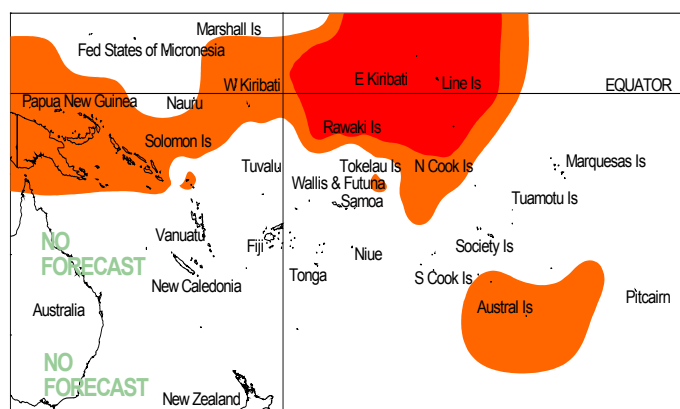 Marshall Is
Fed States of Micronesia
W Kiribati
E Kiribati
Line Is
EQUATOR
Papua New Guinea
Nauru
Rawaki Is
Solomon Is
Tuvalu
Tokelau Is
N Cook Is
Marquesas Is
Wallis & Futuna
Samoa
Tuamotu Is
Vanuatu
Fiji
Niue
Society Is
NO
FORECAST
Tonga
S Cook Is
New Caledonia
Pitcairn
Australia
Austral Is
NO
FORECAST
New Zealand